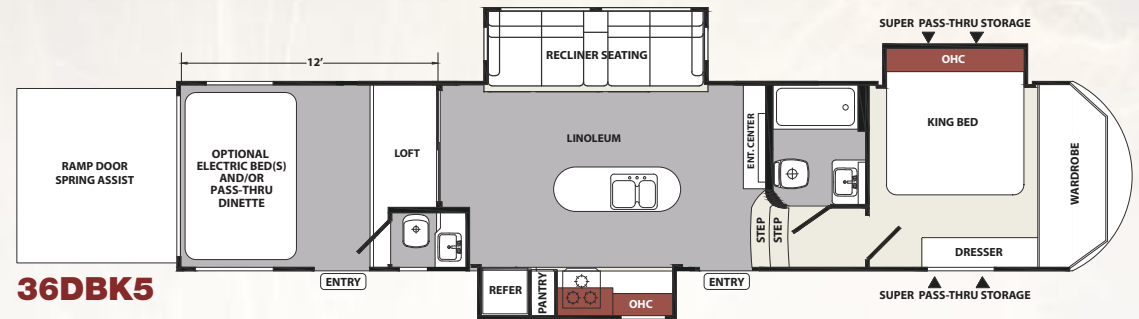 SUPER PASS-THRU STORAGE
12’
RECLINER SEATING
OHC
RAMP DOOR
SPRING ASSIST
OPTIONAL
ELECTRIC BED(S)
AND/OR
PASS-THRU
DINETTE
LOFT
LINOLEUM
ENT. CENTER
KING BED
WARDROBE
STEP
STEP
DRESSER
36DBK5
ENTRY
REFER
PANTRY
OHC
ENTRY
SUPER PASS-THRU STORAGE